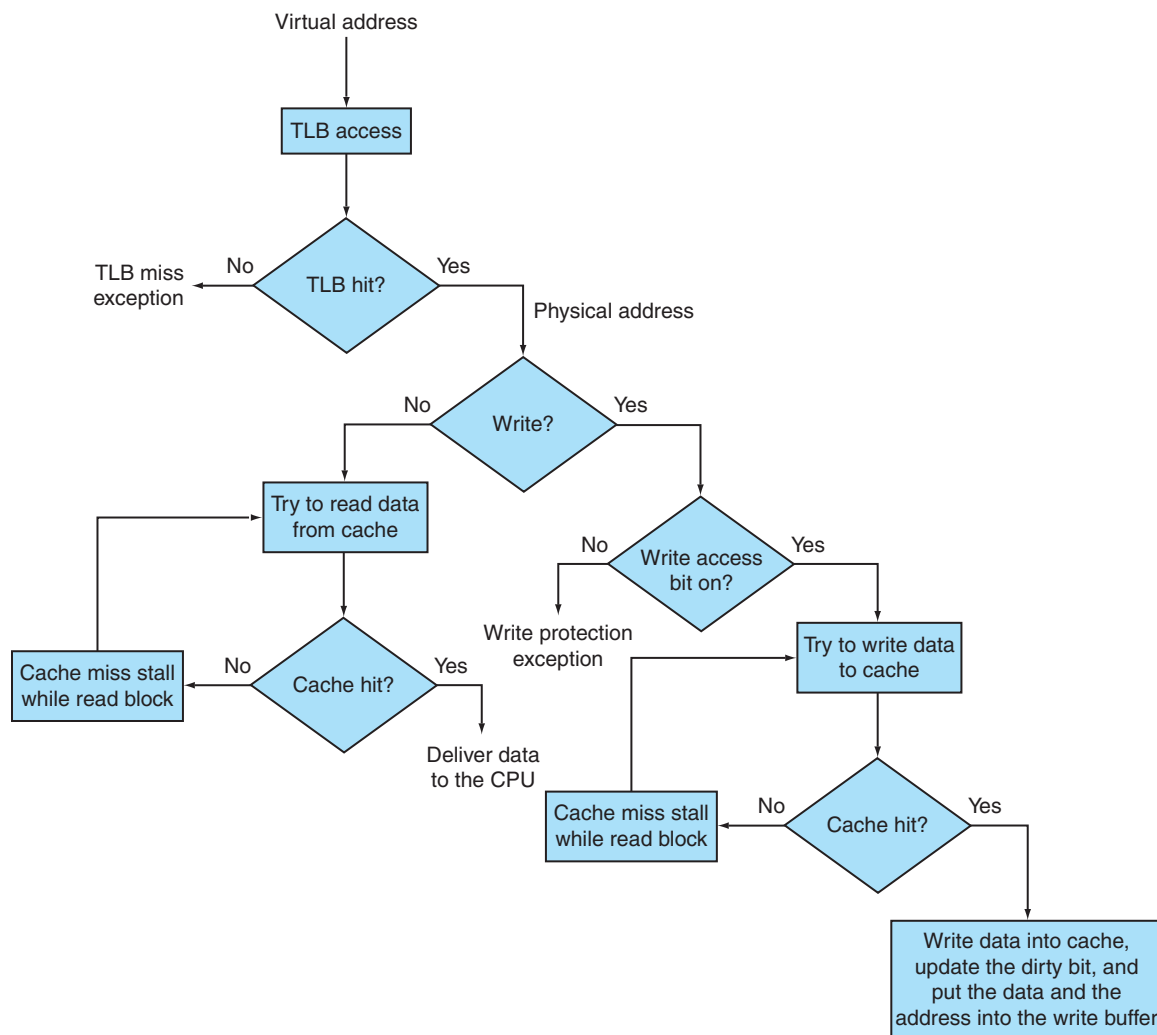 Virtual address
TLB access
TLB hit?
No
Yes
TLB miss
exception
Physical address
Write?
No
Yes
Try to read data
from cache
Write access
bit on?
No
Yes
Write protection
exception
Try to write data
to cache
Cache hit?
No
Yes
Cache miss stall
while read block
Deliver data
to the CPU
Cache hit?
No
Yes
Cache miss stall
while read block
Write data into cache,
update the dirty bit, and
put the data and the
address into the write buffer